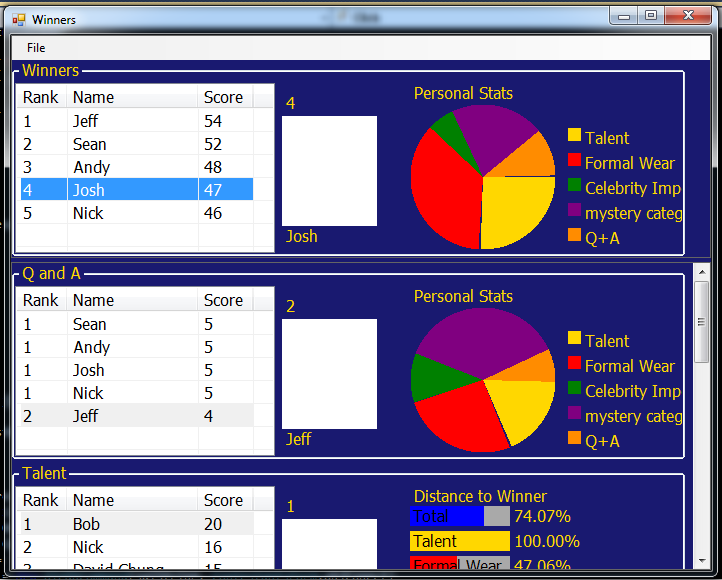 Winners
File
Winners
Rank Name Score
1 Jeff 54
2 Sean 52
3 Andy 48
4 Josh 47
5 Nick 46
4
Josh
Personal Stats
Talent
Formal Wear
Celebrity Imp
mystery categ
Q+A
Q and A
Rank Name Score
1 Sean 5
1 Andy 5
1 Josh 5
1 Nick 5
2 Jeff 4
2
Jeff
Personal Stats
Talent
Formal Wear
Celebrity Imp
mystery categ
Q+A
Talent
Rank Name Score
1 Bob 20
2 Nick 16
3 David Chung 15
1
Distance to Winner
Total 74.07%
Talent 100.00%
Formal Wear 47.06%